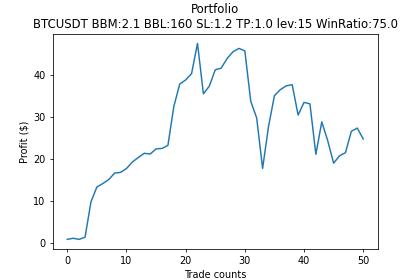 Portfolio
BTCUSDT BBM:2.1 BBL:160 SL:1.2 TP:1.0 lev:15 WinRatio:75.0
Profit ($)
40
30
20
10
0
0
10
20
30
40
50
Trade counts